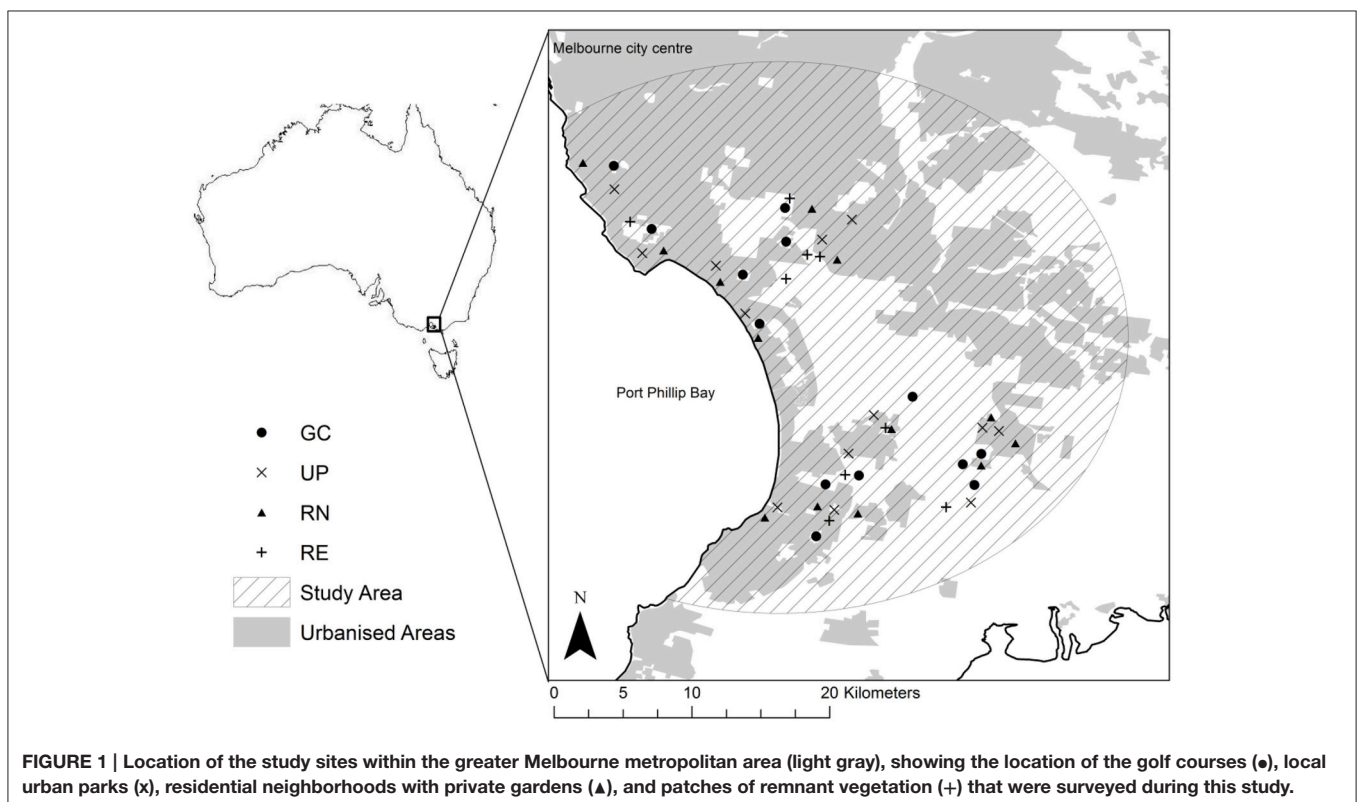 Melbourne city centre
Port Phillip Bay
GC
UP
RN
RE
Study Area
Urbanised Areas
N
0 5 10 20 Kilometers
FIGURE 1 | Location of the study sites within the greater Melbourne metropolitan area (light gray), showing the location of the golf courses (●), local
urban parks (x), residential neighborhoods with private gardens (▲), and patches of remnant vegetation (+) that were surveyed during this study.